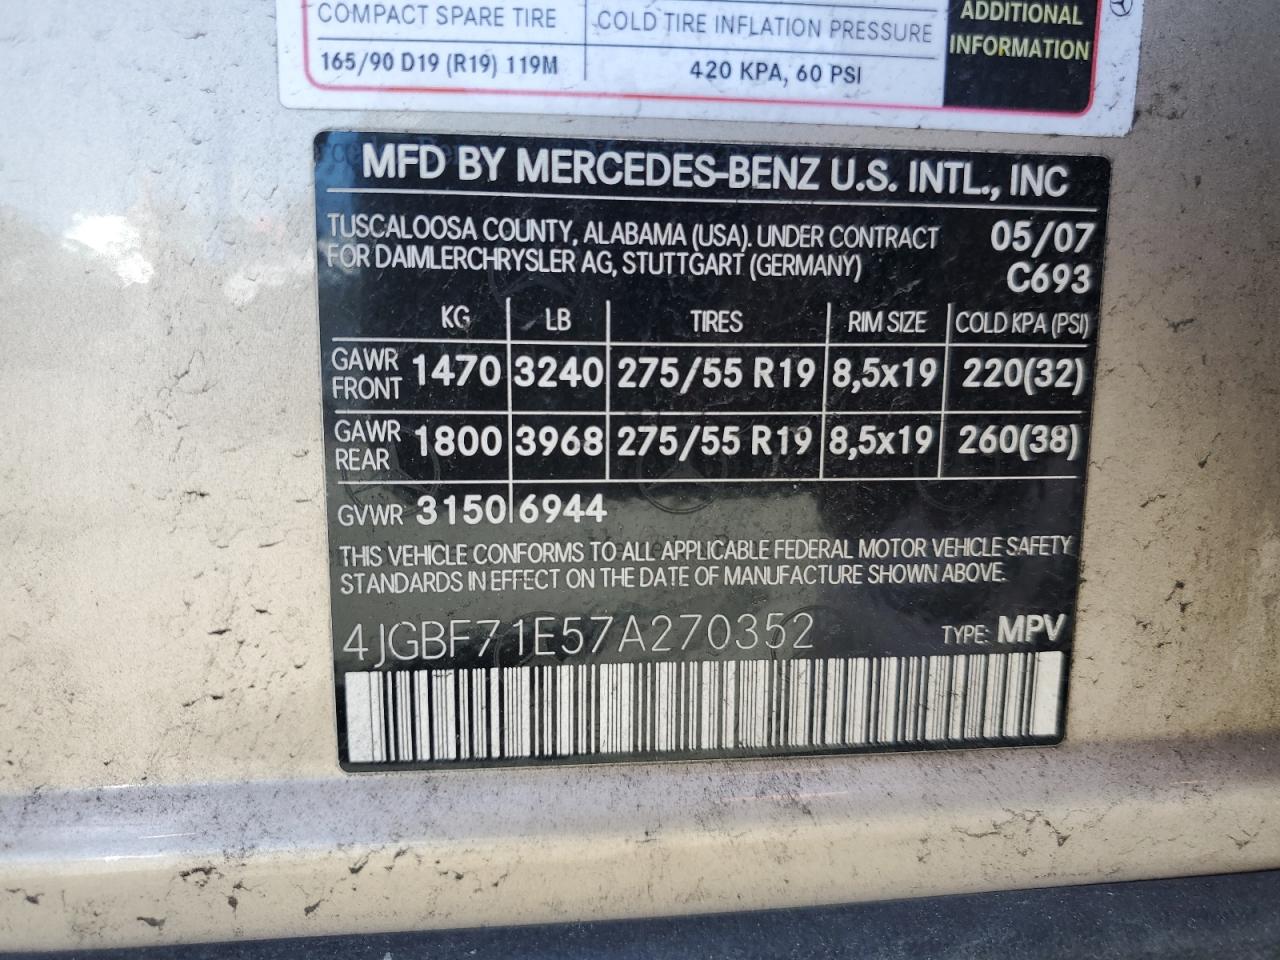 COMPACT SPARE TIRE COLD TIRE INFLATION PRESSURE
165/90 D19 (R19) 119M 420 KPA, 60 PSI
ADDITIONAL
INFORMATION
MFD BY MERCEDES-BENZ U.S. INTL., INC
TUSCALOOSA COUNTY, ALABAMA (USA). UNDER CONTRACT 05/07
FOR DAIMLERCHRYSLER AG, STUTTGART (GERMANY) C693
KG LB TIRES RIM SIZE COLD KPA (PSI)
GAWR FRONT 1470 3240 275/55 R19 8,5x19 220(32)
GAWR REAR 1800 3968 275/55 R19 8,5x19 260(38)
GVWR 3150 6944
THIS VEHICLE CONFORMS TO ALL APPLICABLE FEDERAL MOTOR VEHICLE SAFETY
STANDARDS IN EFFECT ON THE DATE OF MANUFACTURE SHOWN ABOVE.
4JGBF71E57A270352 TYPE: MPV